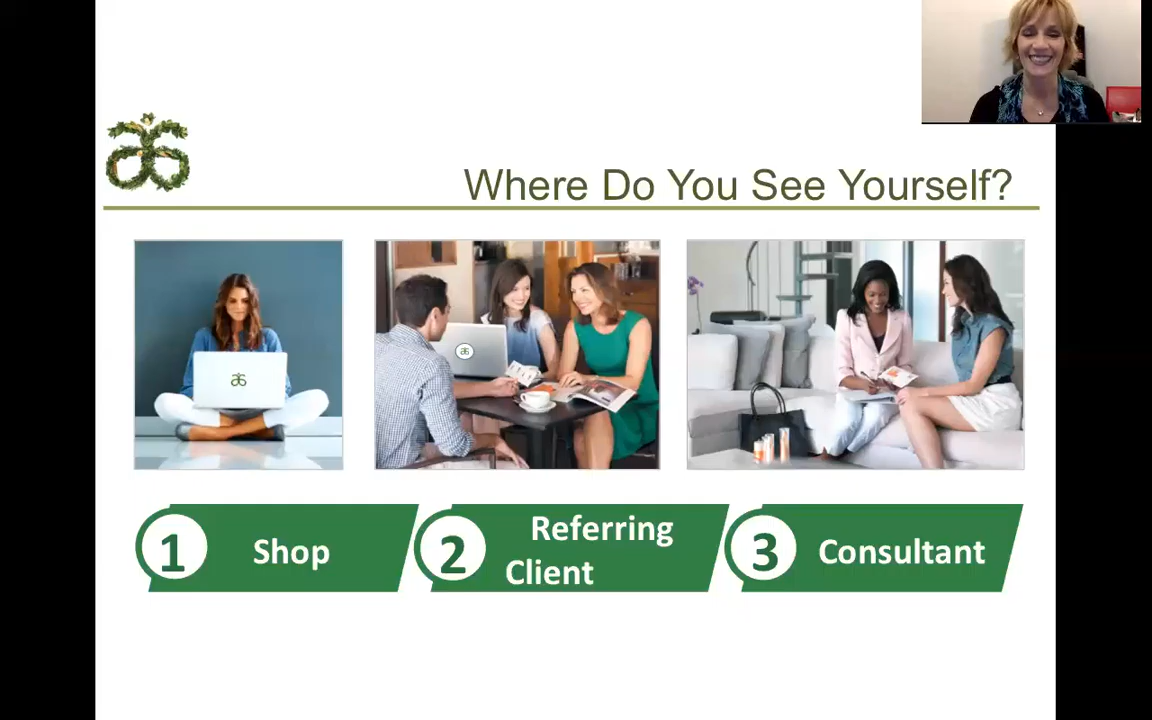 Where Do You See Yourself?
1
Shop
2
Referring
Client
3
Consultant